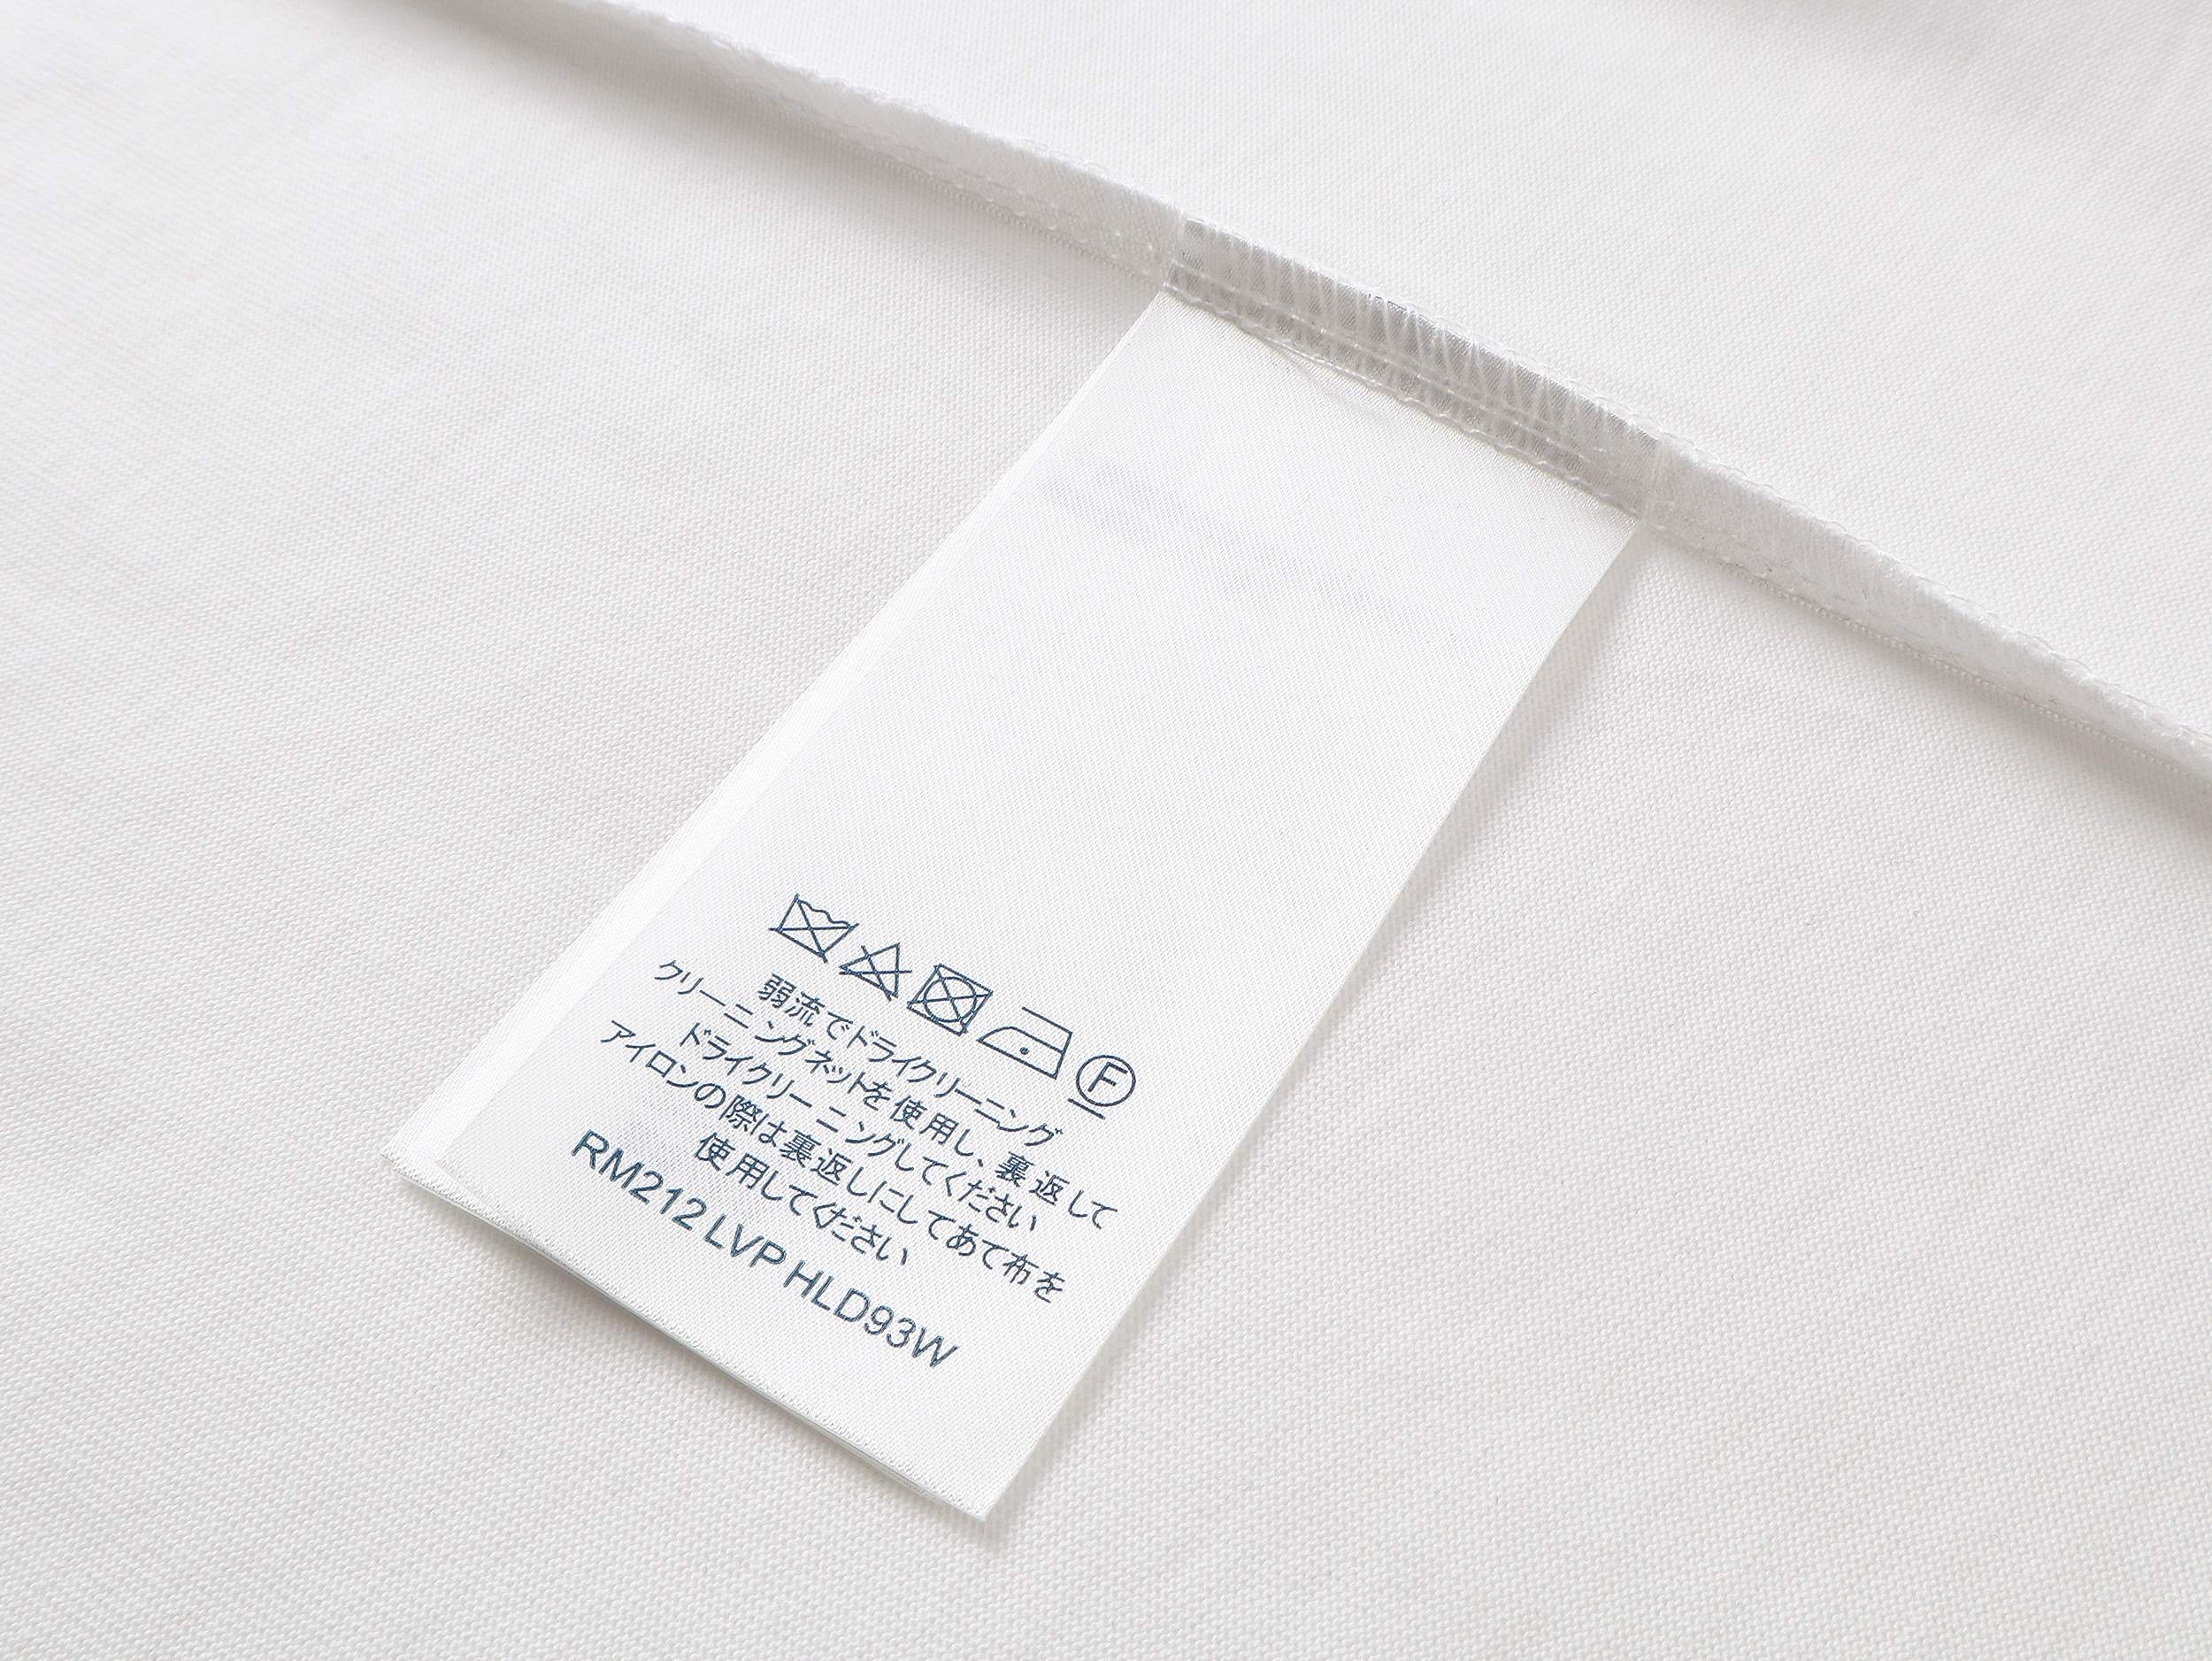 F
弱流でドライクリーニング
クリーニングネットを使用し、裏返して
ドライクリーニングしてください
アイロンの際は裏返しにしてあて布を
使用してください
RM212 LVP HLD93W